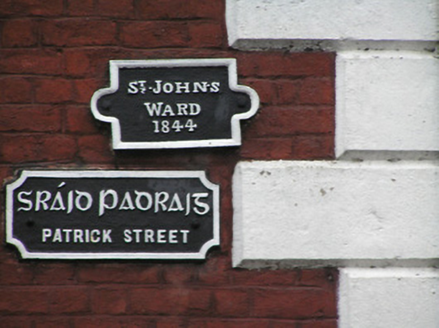 ST. JOHN'S
WARD
1844
SRÁID PADRAIG
PATRICK STREET